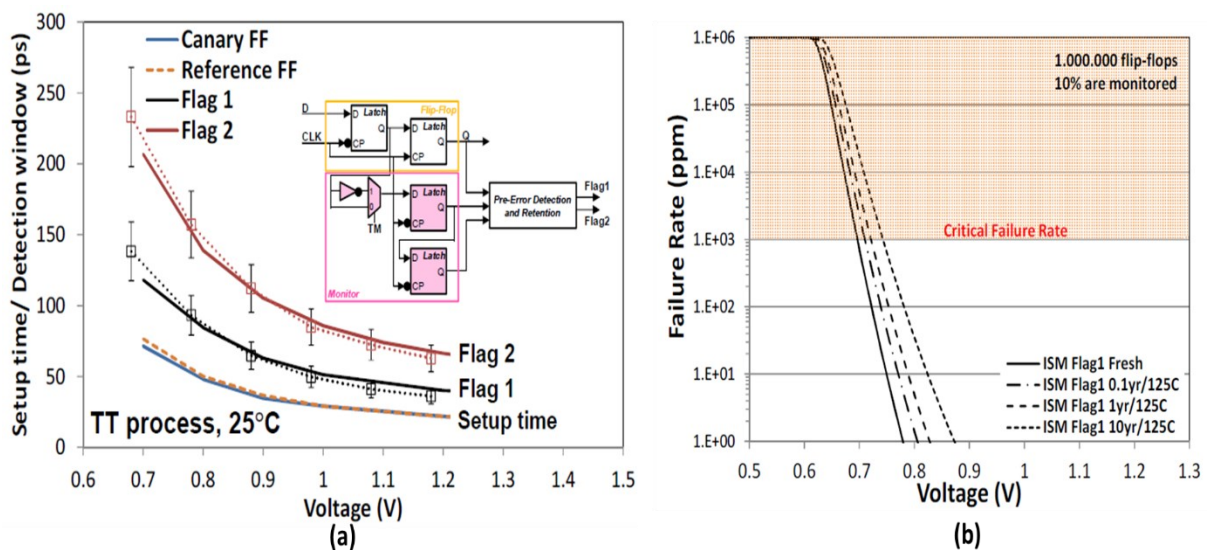 Setup time/ Detection window (ps)
300
250
200
150
100
50
0
0.6
0.7
0.8
0.9
1.0
1.1
1.2
1.3
1.4
1.5
Voltage (V)
Canary FF
Reference FF
Flag 1
Flag 2
Flip-Flop
D
D Latch
Q
CP
CLK
D Latch
Q
CP
Q
1
0
TM
D Latch
Q
CP
D Latch
Q
CP
Monitor
Pre-Error Detection
and Retention
Flag1
Flag2
Flag 2
Flag 1
Setup time
TT process, 25°C
(a)
Failure Rate (ppm)
1.E+06
1.E+05
1.E+04
1.E+03
1.E+02
1.E+01
1.E+00
0.5
0.6
0.7
0.8
0.9
1
1.1
1.2
1.3
Voltage (V)
1.000.000 flip-flops
10% are monitored
Critical Failure Rate
ISM Flag1 Fresh
ISM Flag1 0.1yr/125C
ISM Flag1 1yr/125C
ISM Flag1 10yr/125C
(b)